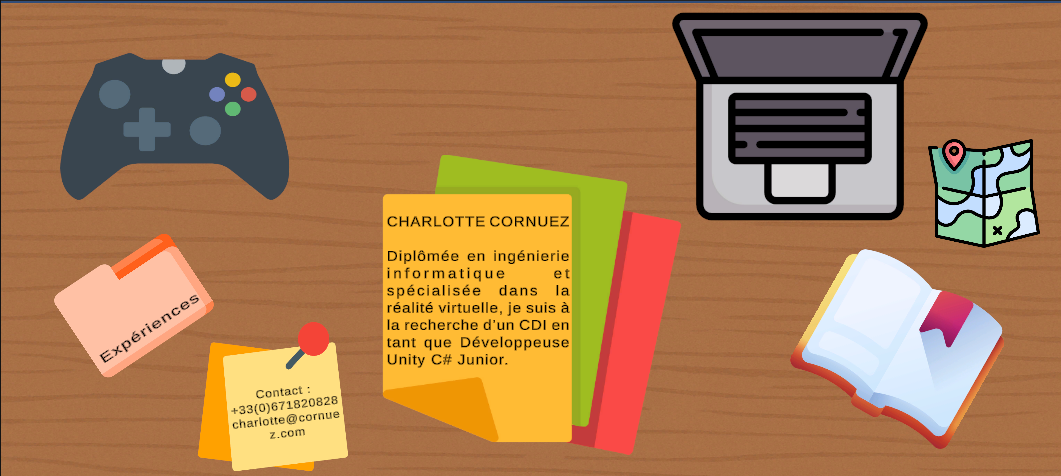 CHARLOTTE CORNUEZ
Diplômée en ingénierie
informatique et
spécialisée dans la
réalité virtuelle, je suis à
la recherche d'un CDI en
tant que Développeuse
Unity C# Junior.
Expériences
Contact :
+33(0)671820828
charlotte@cornue
z.com